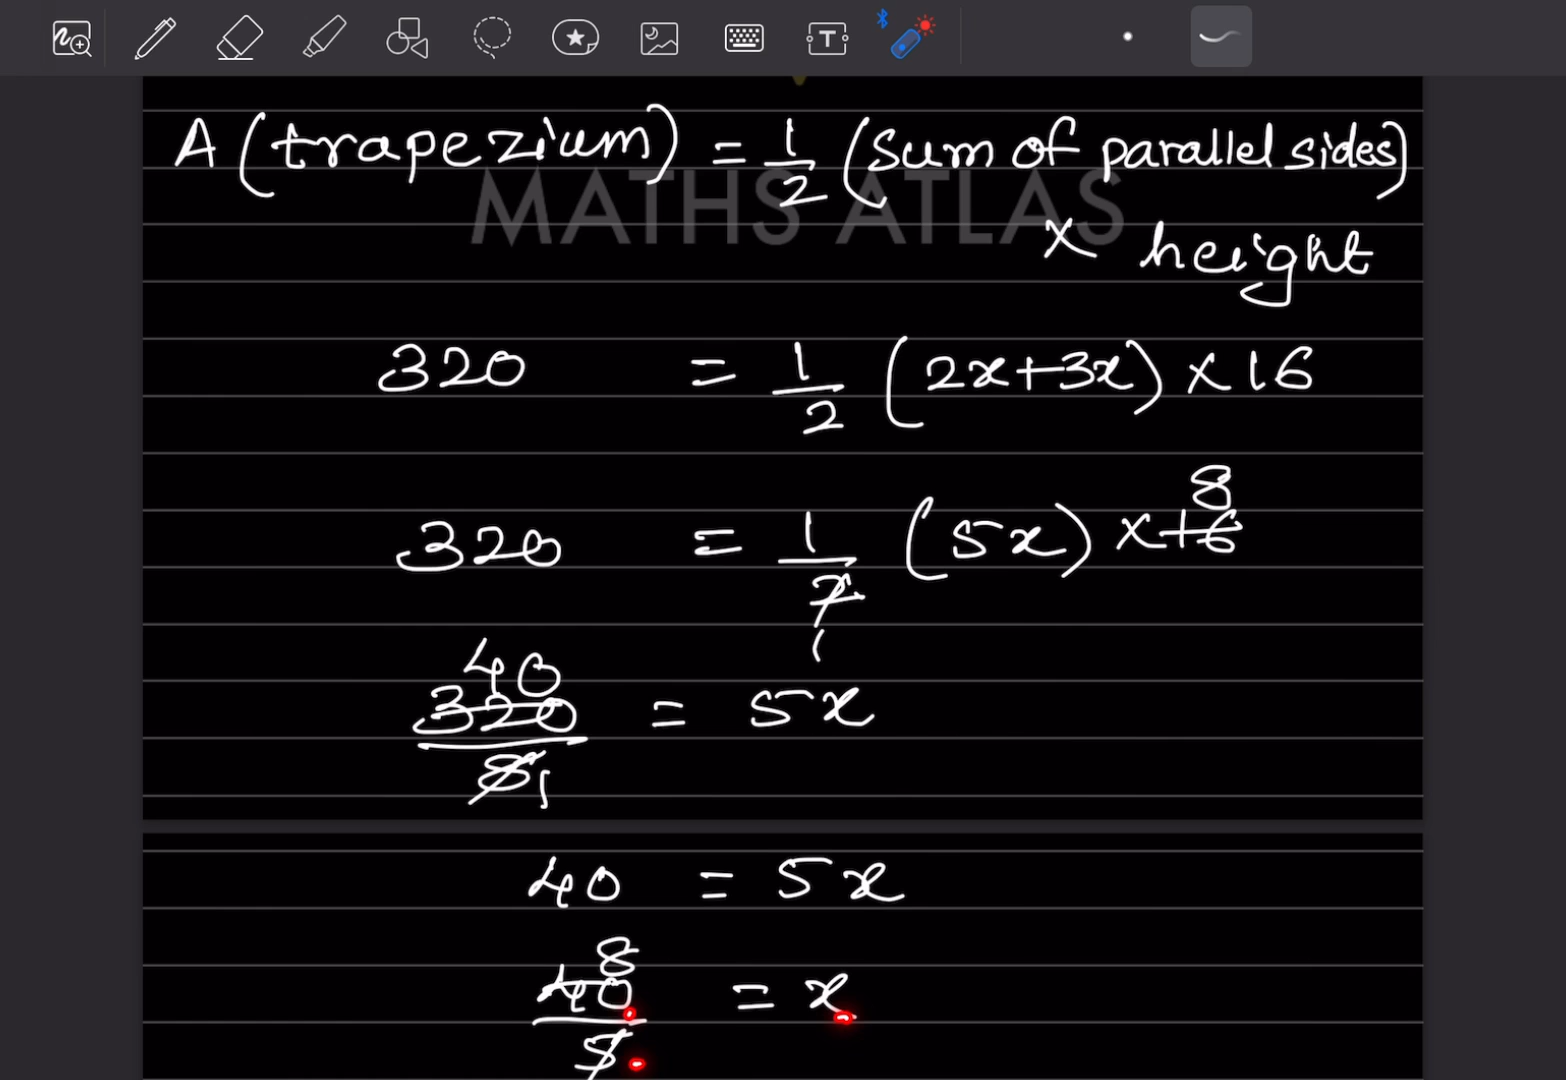 A (trapezium) = 1/2 (sum of parallel sides)
MATHS ATLAS
× height
320 = 1/2 (2x+3x) × 16
8
320 = 1/2 (5x) × 16
1
40
320/8 = 5x
1
40 = 5x
8
40/5 = x